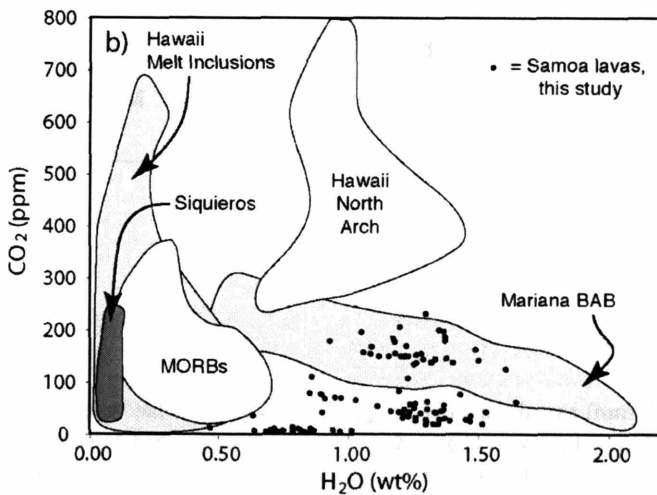 b)
Hawaii
Melt Inclusions
Siquieros
• = Samoa lavas,
this study
Hawaii
North
Arch
Mariana BAB
MORBs
CO₂ (ppm)
800
700
600
500
400
300
200
100
0
0.00 0.50 1.00 1.50 2.00
H₂O (wt%)